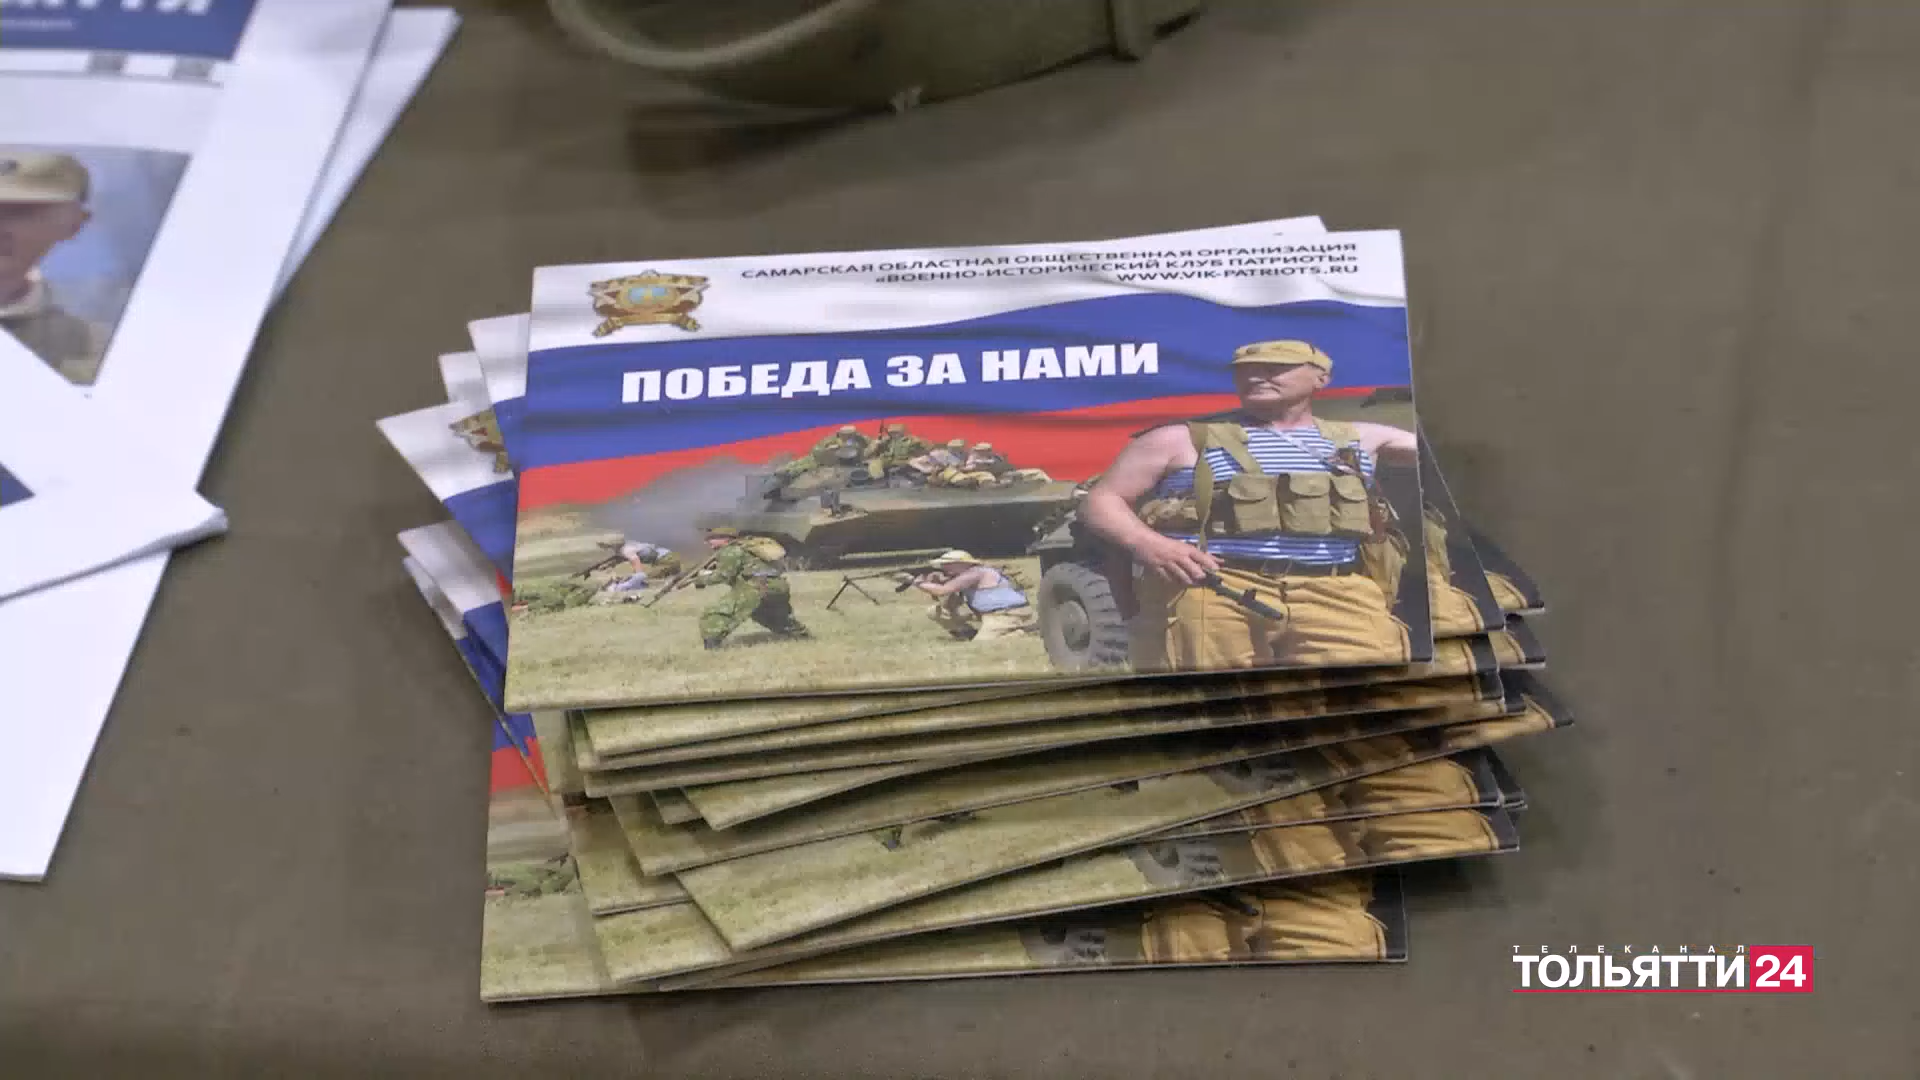 САМАРСКАЯ ОБЛАСТНАЯ ОБЩЕСТВЕННАЯ ОРГАНИЗАЦИЯ
«ВОЕННО-ИСТОРИЧЕСКИЙ КЛУБ ПАТРИОТЫ»
WWW.VIK-PATRIOTS.RU
ПОБЕДА ЗА НАМИ
ТЕЛЕКАНАЛ
ТОЛЬЯТТИ 24